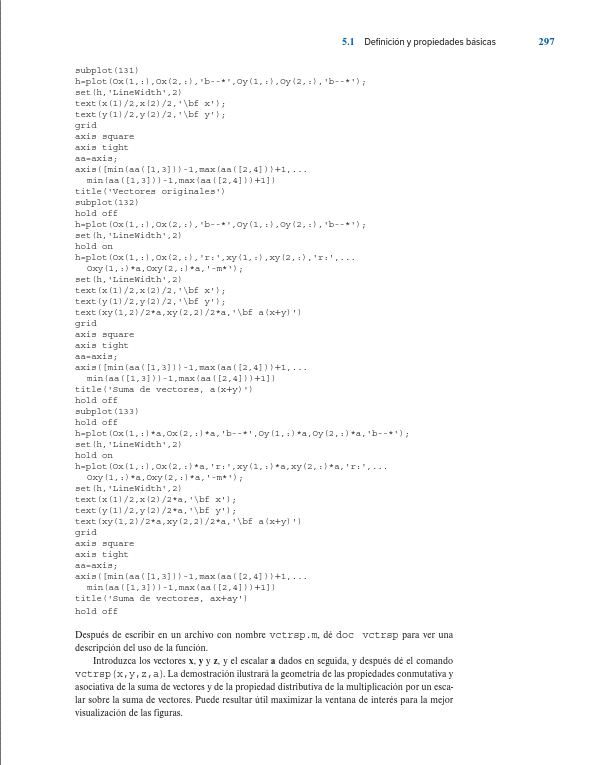 5.1 Definición y propiedades básicas 297
subplot(131)
h=plot(Ox(1,:),Ox(2,:),'b--*',Oy(1,:),Oy(2,:),'b--*');
set(h,'LineWidth',2)
text(x(1)/2,x(2)/2,'\bf x');
text(y(1)/2,y(2)/2,'\bf y');
grid
axis square
axis tight
aa=axis;
axis([min(aa([1,3]))-1,max(aa([2,4]))+1,...
min(aa([1,3]))-1,max(aa([2,4]))+1])
title('Vectores originales')
subplot(132)
hold off
h=plot(Ox(1,:),Ox(2,:),'b--*',Oy(1,:),Oy(2,:),'b--*');
set(h,'LineWidth',2)
hold on
h=plot(Ox(1,:),Ox(2,:),'r:',xy(1,:),xy(2,:),'r:',...
Oxy(1,:)*a,Oxy(2,:)*a,'-m*');
set(h,'LineWidth',2)
text(x(1)/2,x(2)/2,'\bf x');
text(y(1)/2,y(2)/2,'\bf y');
text(xy(1,2)/2*a,xy(2,2)/2*a,'\bf a(x+y)')
grid
axis square
axis tight
aa=axis;
axis([min(aa([1,3]))-1,max(aa([2,4]))+1,...
min(aa([1,3]))-1,max(aa([2,4]))+1])
title('Suma de vectores, a(x+y)')
hold off
subplot(133)
hold off
h=plot(Ox(1,:)*a,Ox(2,:)*a,'b--*',Oy(1,:)*a,Oy(2,:)*a,'b--*');
set(h,'LineWidth',2)
hold on
h=plot(Ox(1,:),Ox(2,:)*a,'r:',xy(1,:)*a,xy(2,:)*a,'r:',...
Oxy(1,:)*a,Oxy(2,:)*a,'-m*');
set(h,'LineWidth',2)
text(x(1)/2,x(2)/2*a,'\bf x');
text(y(1)/2,y(2)/2*a,'\bf y');
text(xy(1,2)/2*a,xy(2,2)/2*a,'\bf a(x+y)')
grid
axis square
axis tight
aa=axis;
axis([min(aa([1,3]))-1,max(aa([2,4]))+1,...
min(aa([1,3]))-1,max(aa([2,4]))+1])
title('Suma de vectores, ax+ay')
hold off
Después de escribir en un archivo con nombre vctrsp.m, dé doc vctrsp para ver una
descripción del uso de la función.
Introduzca los vectores x, y y z, y el escalar a dados en seguida, y después dé el comando
vctrsp(x,y,z,a). La demostración ilustrará la geometría de las propiedades conmutativa y
asociativa de la suma de vectores y de la propiedad distributiva de la multiplicación por un esca-
lar sobre la suma de vectores. Puede resultar útil maximizar la ventana de interés para la mejor
visualización de las figuras.